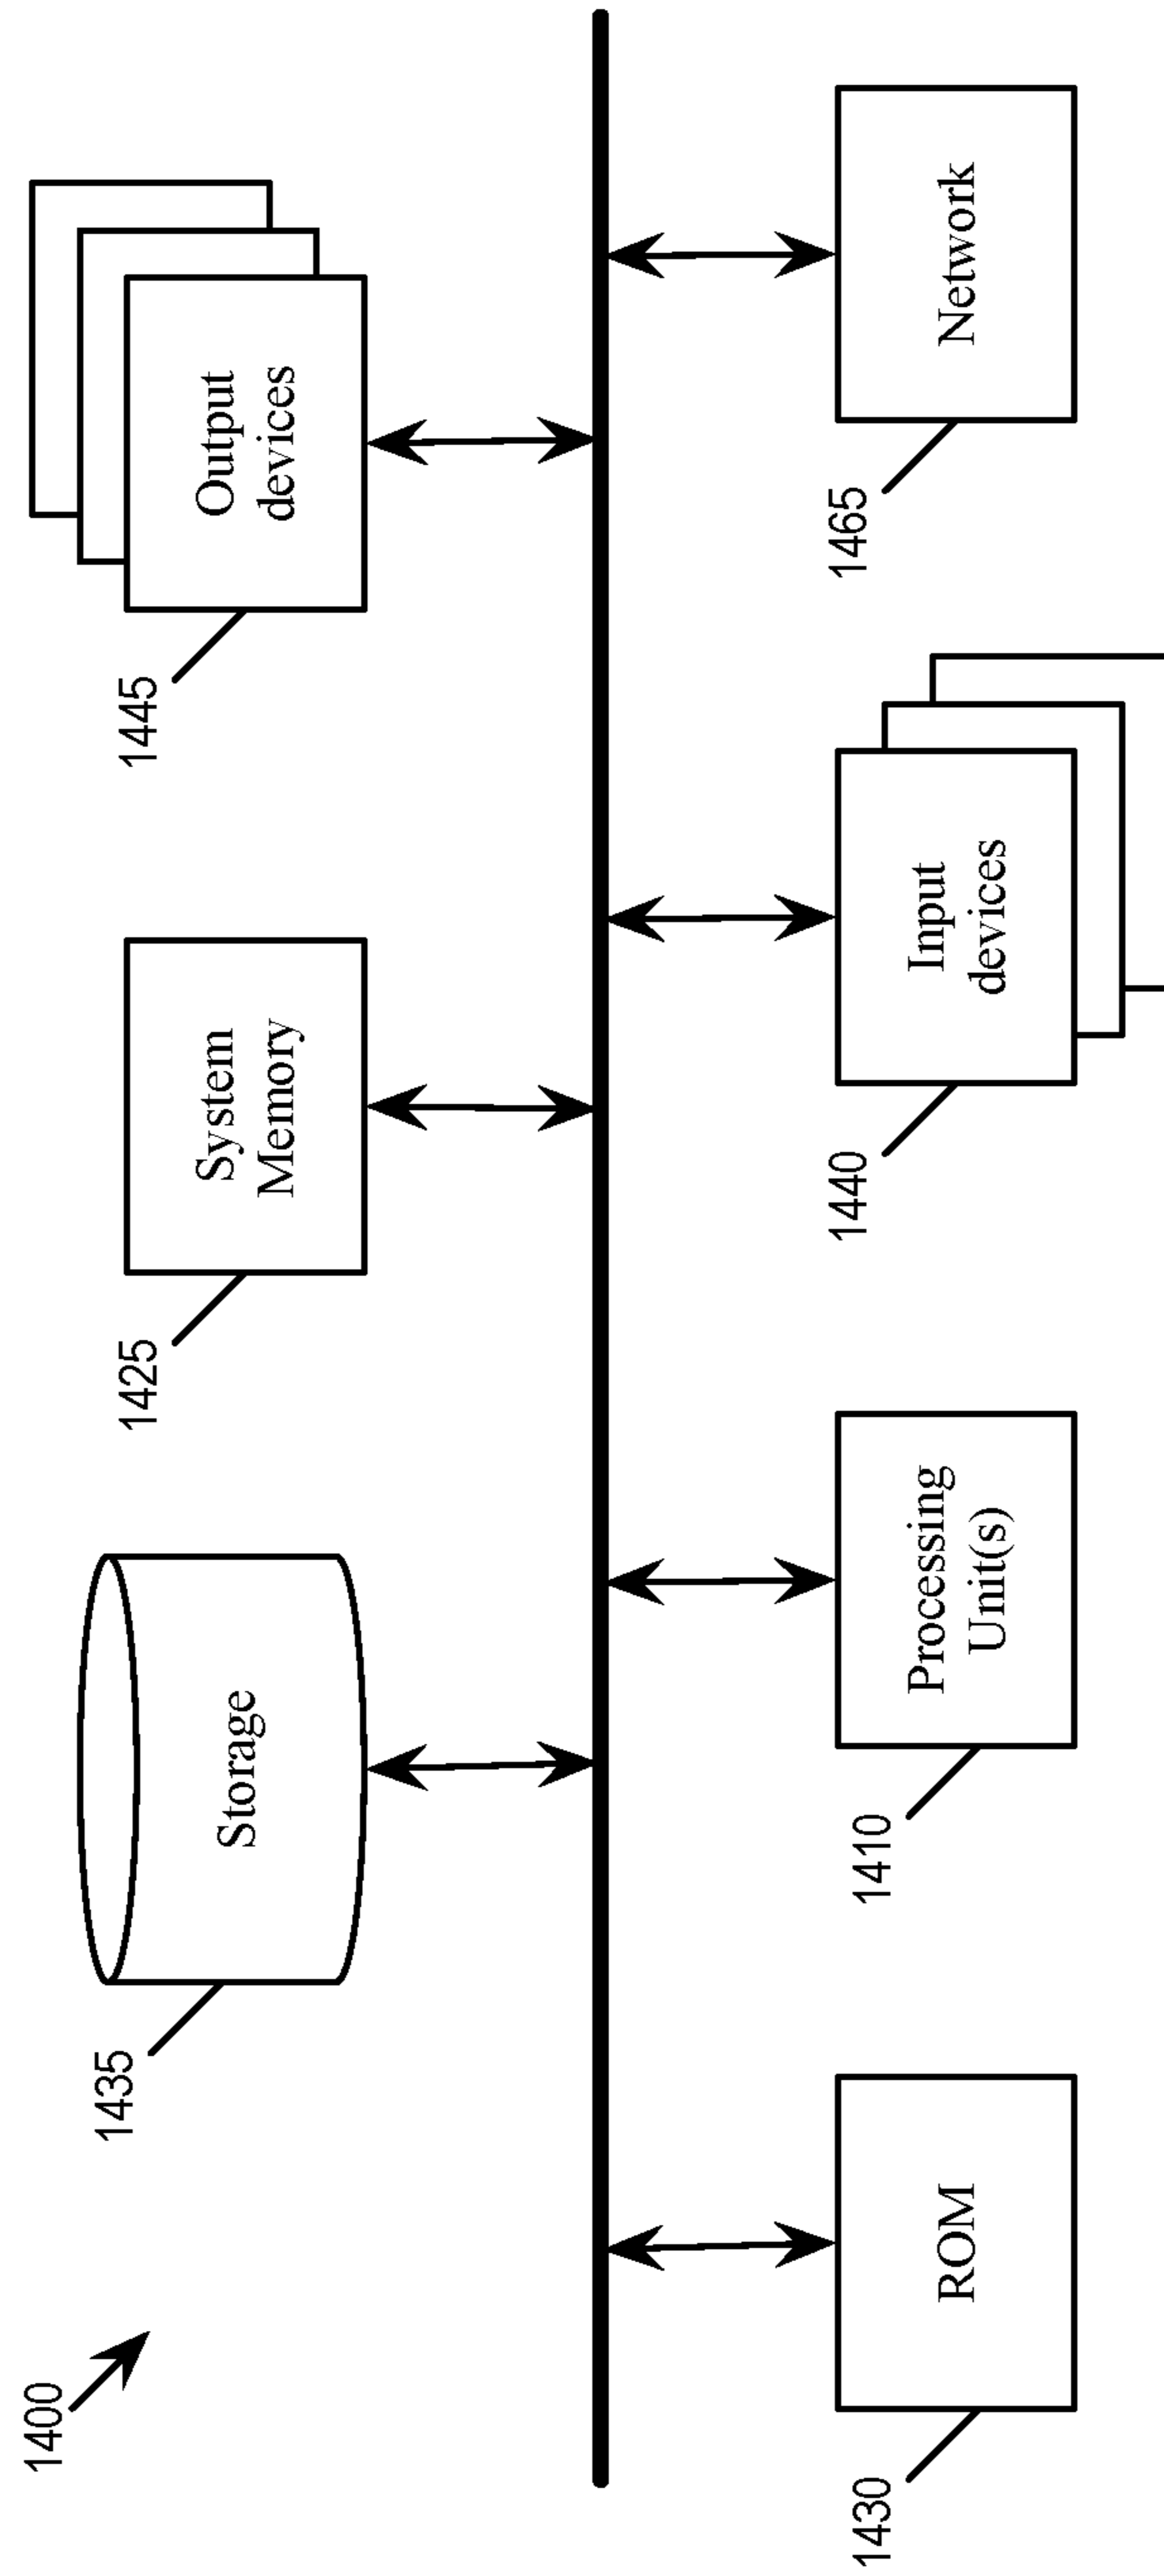 1400
1435
Storage
1425
System
Memory
1445
Output
devices
1430
ROM
1410
Processing
Unit(s)
1440
Input
devices
1465
Network